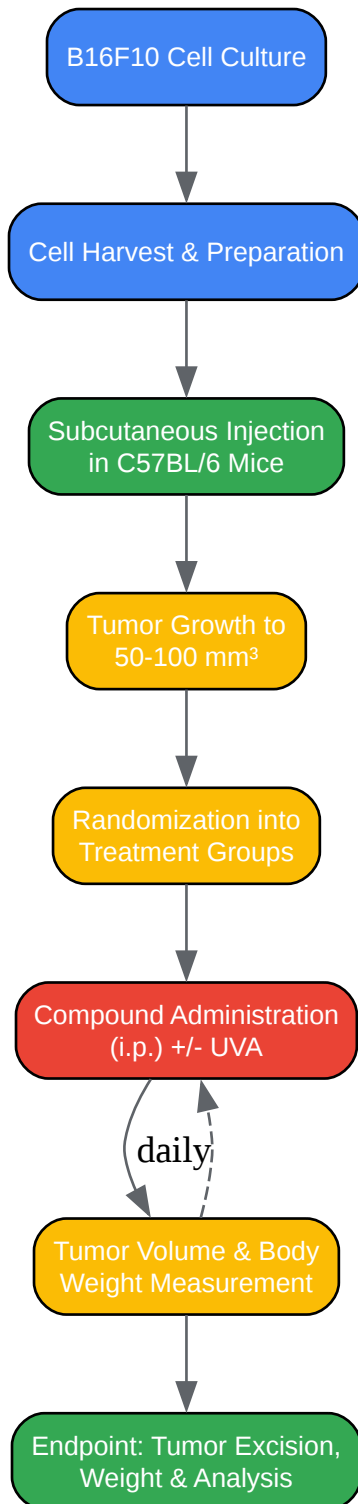 B16F10 Cell Culture
Cell Harvest & Preparation
Subcutaneous Injection
in C57BL/6 Mice
Tumor Growth to
50-100 mm³
Randomization into
Treatment Groups
Compound Administration
(i.p.) +/- UVA
daily
Tumor Volume & Body
Weight Measurement
Endpoint: Tumor Excision,
Weight & Analysis